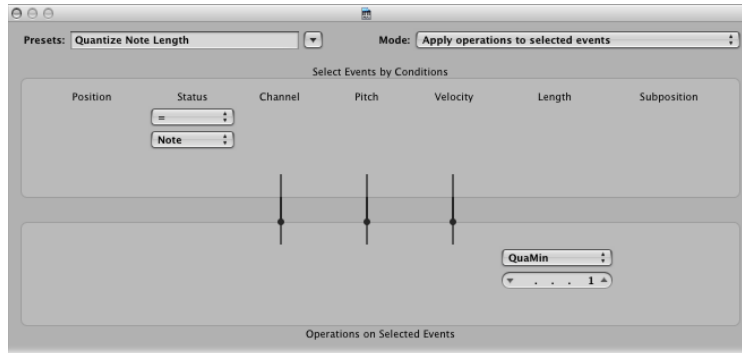 Presets: Quantize Note Length Mode: Apply operations to selected events
Select Events by Conditions
Position Status Channel Pitch Velocity Length Subposition
=
Note
QuaMin
. . . 1
Operations on Selected Events